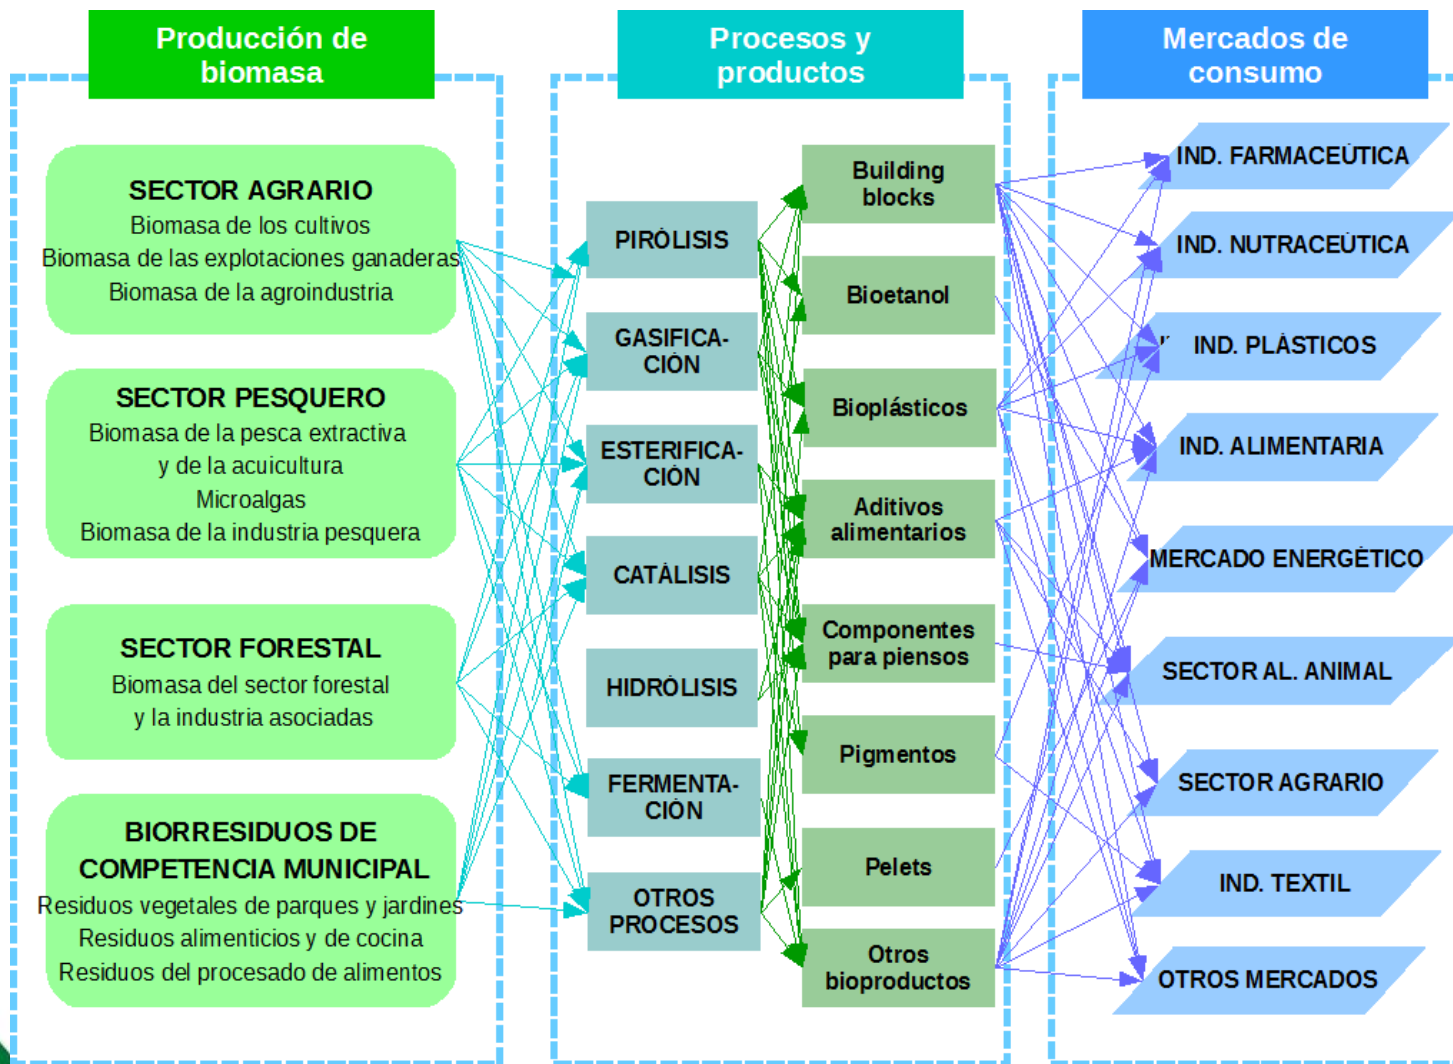 Producción de
biomasa
SECTOR AGRARIO
Biomasa de los cultivos
Biomasa de las explotaciones ganaderas
Biomasa de la agroindustria
SECTOR PESQUERO
Biomasa de la pesca extractiva
y de la acuicultura
Microalgas
Biomasa de la industria pesquera
SECTOR FORESTAL
Biomasa del sector forestal
y la industria asociadas
BIORRESIDUOS DE
COMPETENCIA MUNICIPAL
Residuos vegetales de parques y jardines
Residuos alimenticios y de cocina
Residuos del procesado de alimentos
Procesos y
productos
PIRÓLISIS
GASIFICA-
CIÓN
ESTERIFICA-
CIÓN
CATÁLISIS
HIDRÓLISIS
FERMENTA-
CIÓN
OTROS
PROCESOS
Building
blocks
Bioetanol
Bioplásticos
Aditivos
alimentarios
Componentes
para piensos
Pigmentos
Pelets
Otros
bioproductos
Mercados de
consumo
IND. FARMACEÚTICA
IND. NUTRACEÚTICA
IND. PLÁSTICOS
IND. ALIMENTARIA
MERCADO ENERGÉTICO
SECTOR AL. ANIMAL
SECTOR AGRARIO
IND. TEXTIL
OTROS MERCADOS